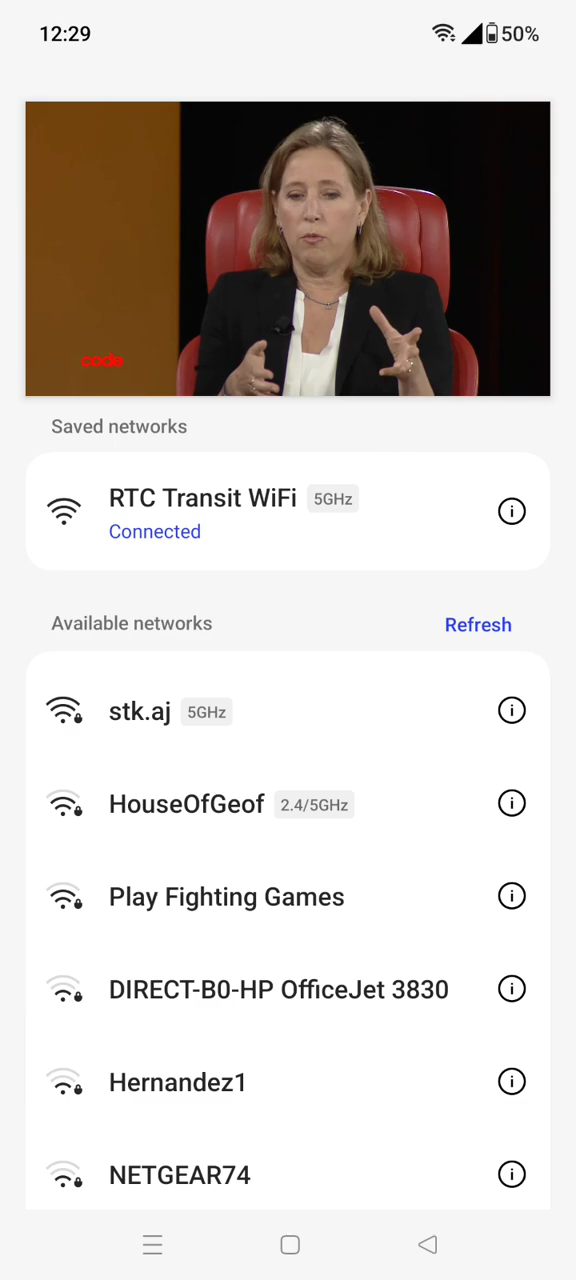 12:29
50%
code
Saved networks
RTC Transit WiFi 5GHz
Connected
Available networks
Refresh
stk.aj 5GHz
HouseOfGeof 2.4/5GHz
Play Fighting Games
DIRECT-B0-HP OfficeJet 3830
Hernandez1
NETGEAR74